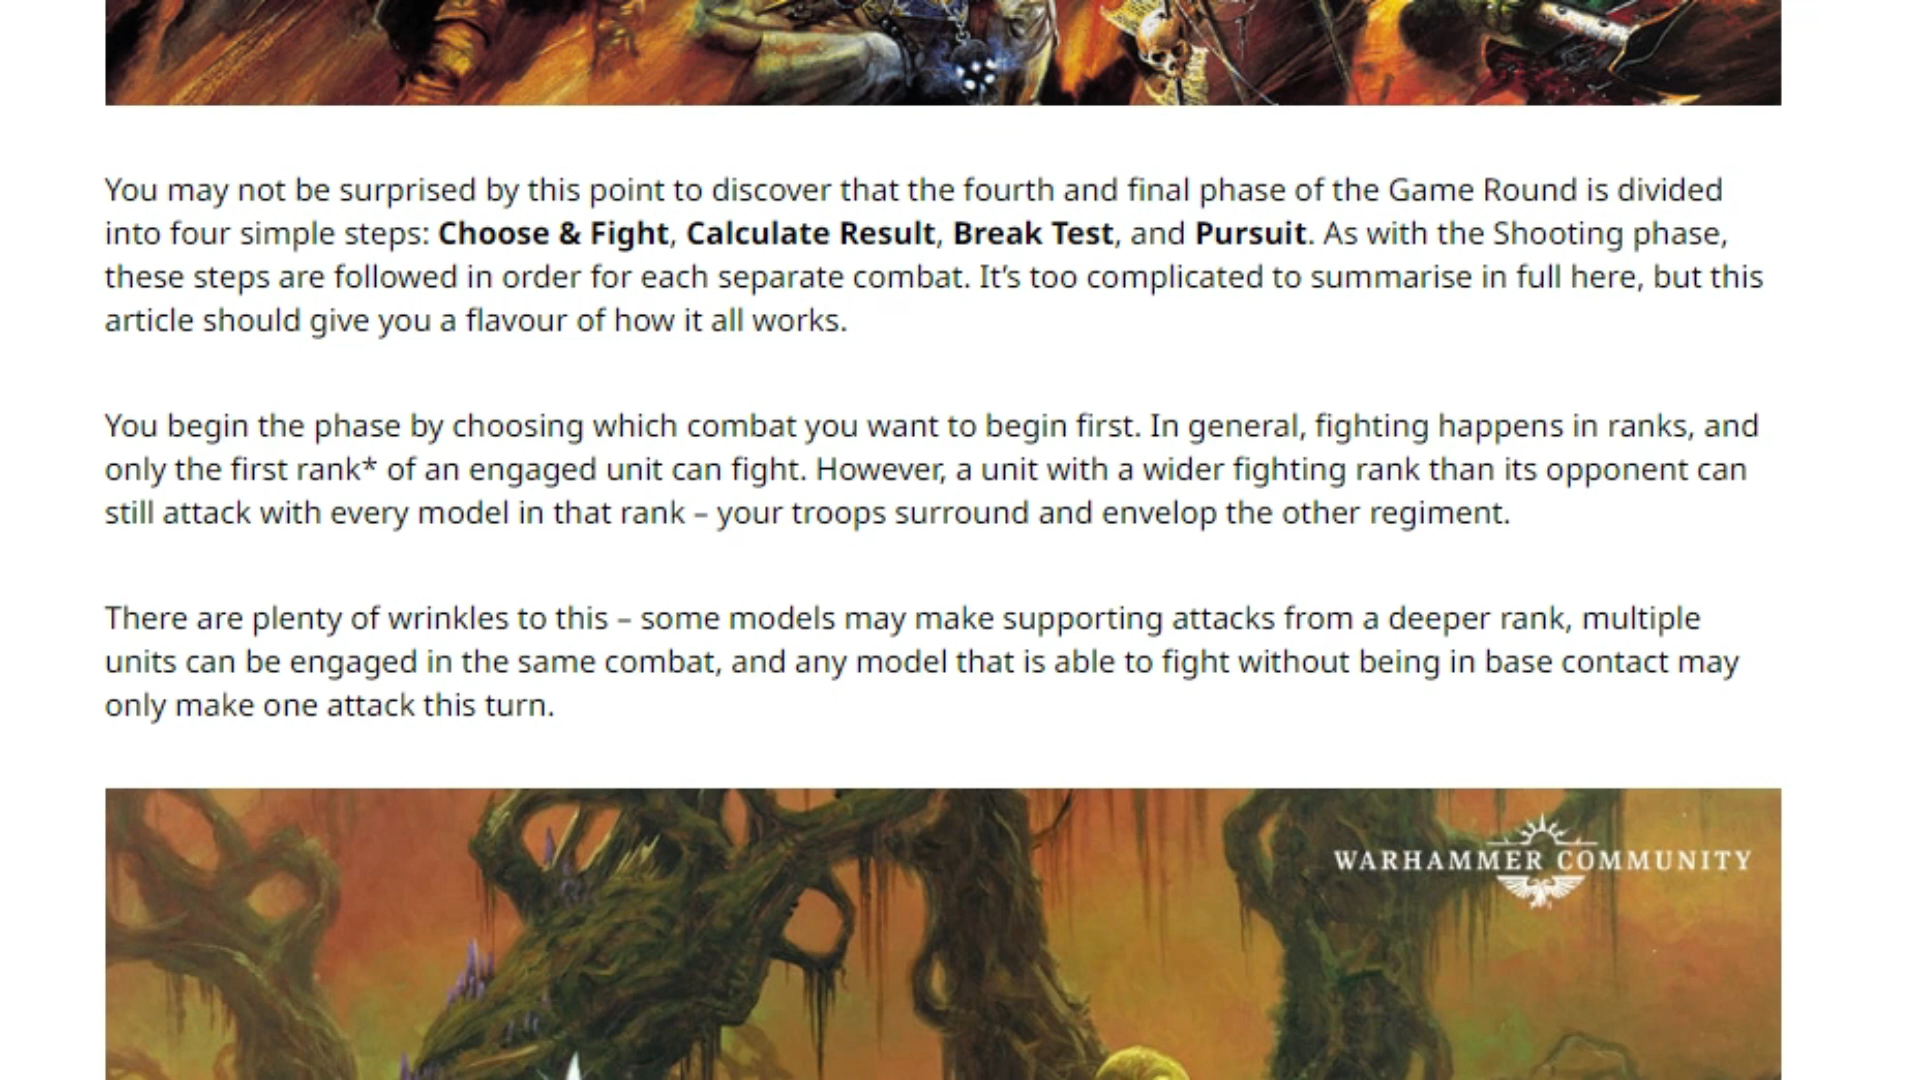 You may not be surprised by this point to discover that the fourth and final phase of the Game Round is divided
into four simple steps: Choose & Fight, Calculate Result, Break Test, and Pursuit. As with the Shooting phase,
these steps are followed in order for each separate combat. It's too complicated to summarise in full here, but this
article should give you a flavour of how it all works.
You begin the phase by choosing which combat you want to begin first. In general, fighting happens in ranks, and
only the first rank* of an engaged unit can fight. However, a unit with a wider fighting rank than its opponent can
still attack with every model in that rank – your troops surround and envelop the other regiment.
There are plenty of wrinkles to this – some models may make supporting attacks from a deeper rank, multiple
units can be engaged in the same combat, and any model that is able to fight without being in base contact may
only make one attack this turn.
WARHAMMER COMMUNITY